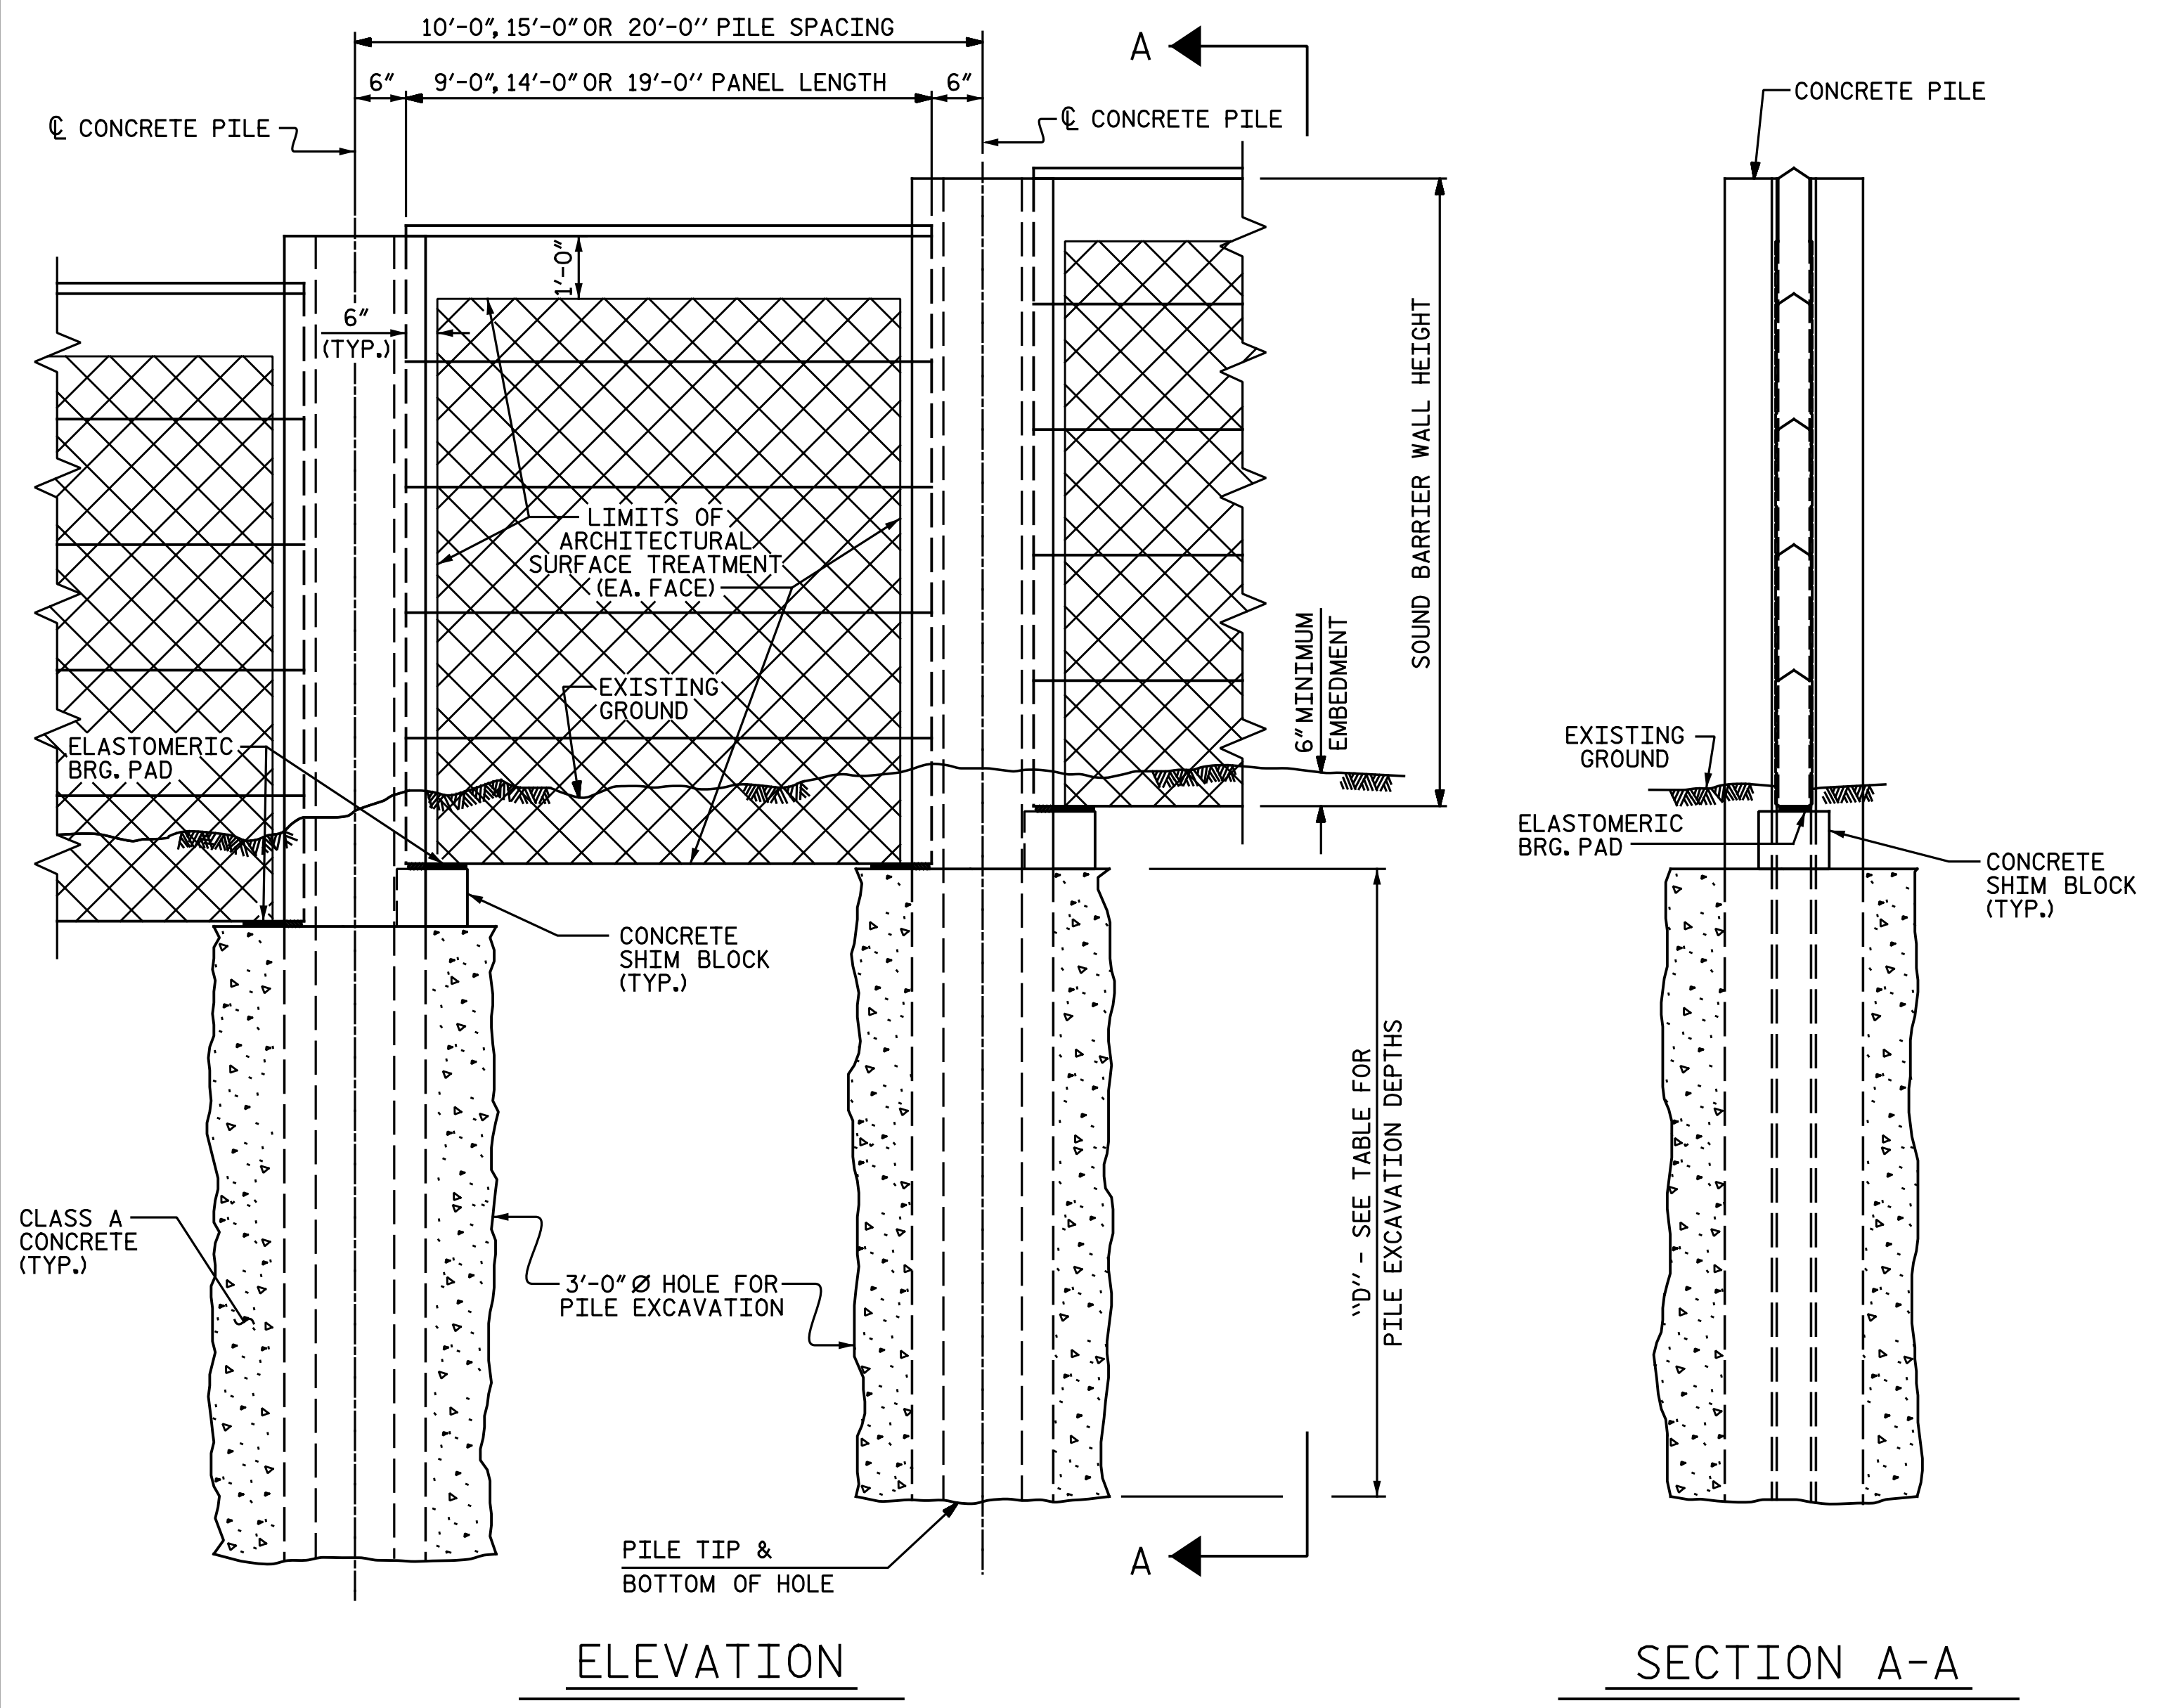 10'-0", 15'-0" OR 20'-0" PILE SPACING
6"
9'-0", 14'-0" OR 19'-0" PANEL LENGTH
6"
A
℄ CONCRETE PILE
℄ CONCRETE PILE
CONCRETE PILE
1'-0"
6"
(TYP.)
SOUND BARRIER WALL HEIGHT
LIMITS OF
ARCHITECTURAL
SURFACE TREATMENT
(EA. FACE)
6" MINIMUM
EMBEDMENT
EXISTING
GROUND
ELASTOMERIC
BRG. PAD
EXISTING
GROUND
ELASTOMERIC
BRG. PAD
CONCRETE
SHIM BLOCK
(TYP.)
CONCRETE
SHIM BLOCK
(TYP.)
"D" - SEE TABLE FOR
PILE EXCAVATION DEPTHS
CLASS A
CONCRETE
(TYP.)
3'-0" Ø HOLE FOR
PILE EXCAVATION
PILE TIP &
BOTTOM OF HOLE
A
ELEVATION
SECTION A-A